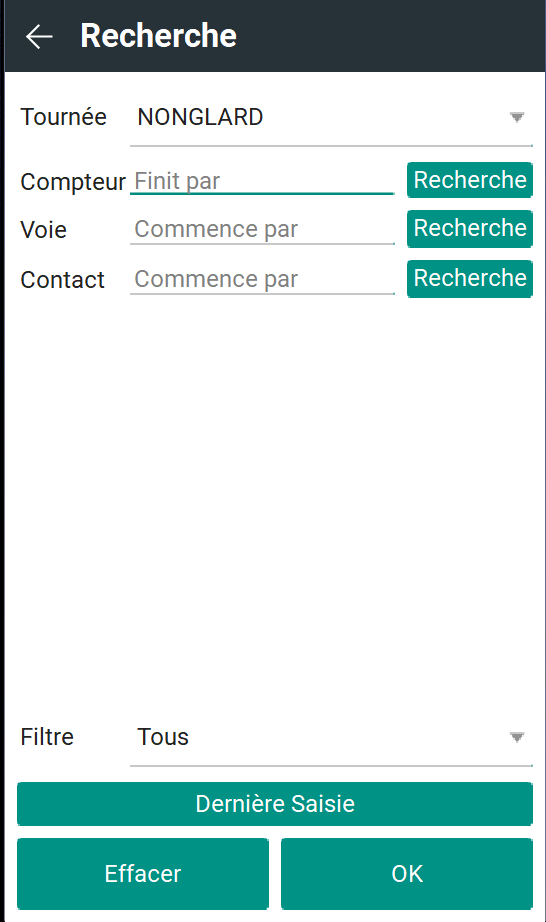 Recherche
Tournée NONGLARD
Compteur Finit par Recherche
Voie Commence par Recherche
Contact Commence par Recherche
Filtre Tous
Dernière Saisie
Effacer OK